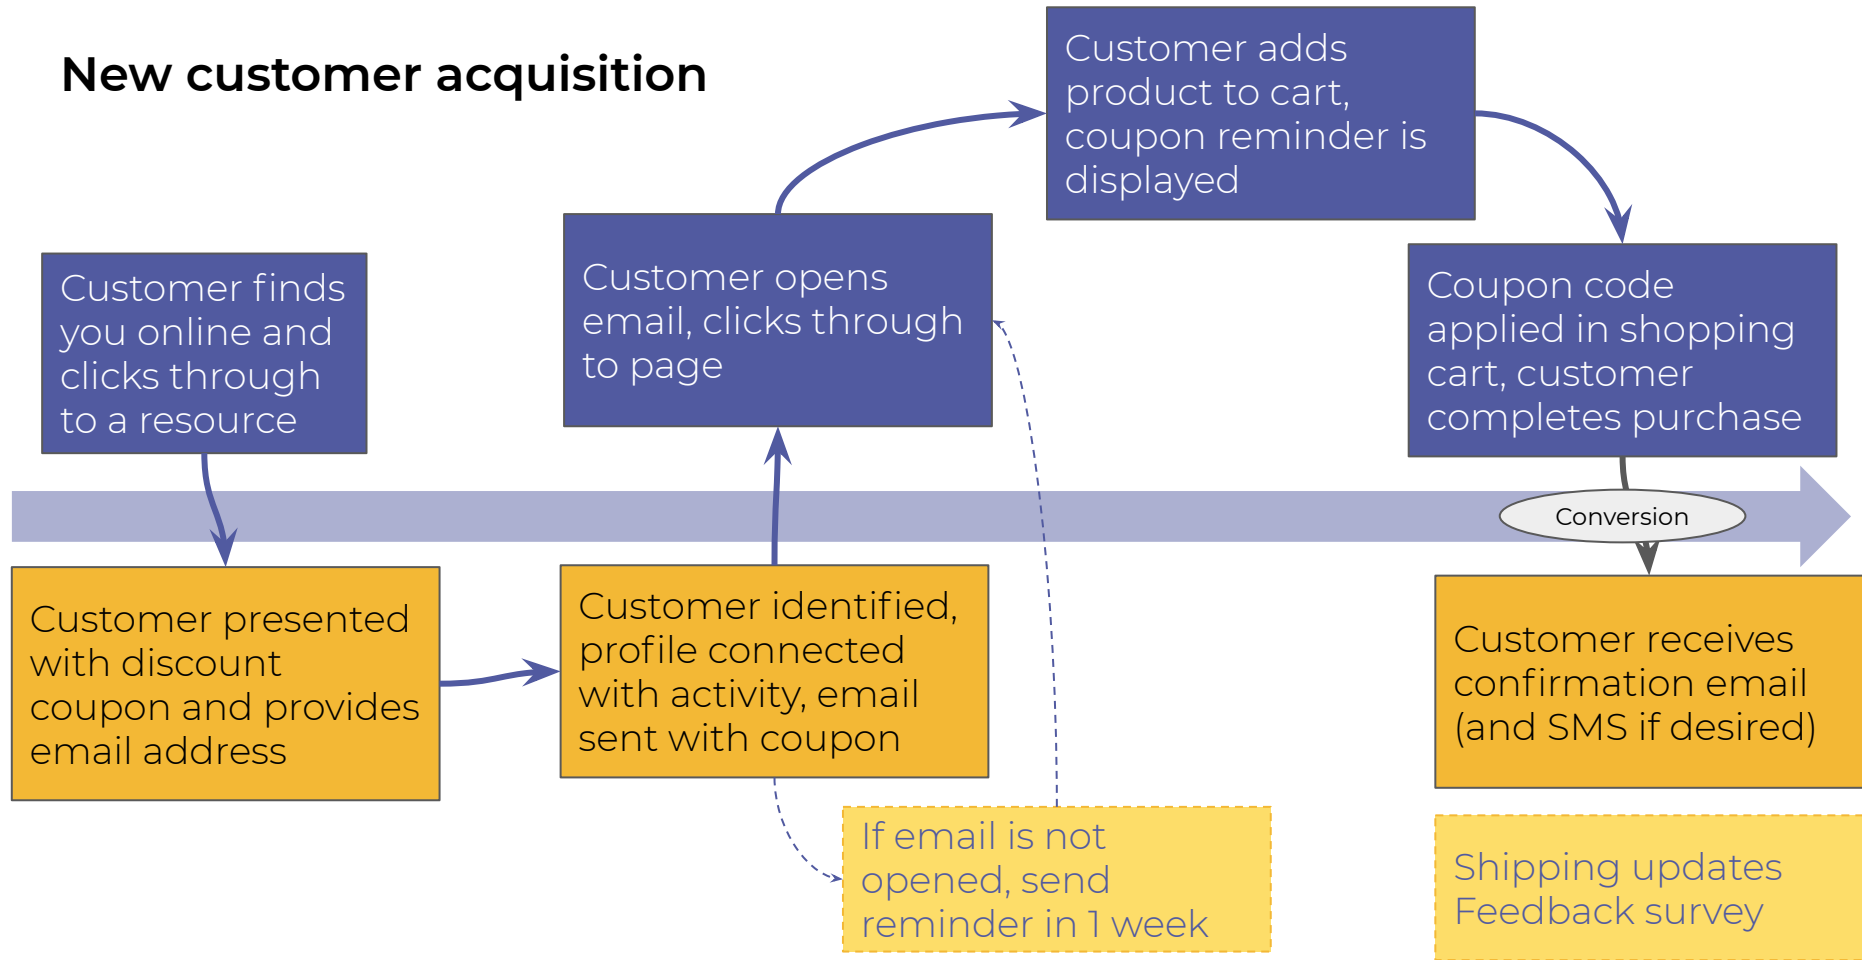 New customer acquisition
Customer finds
you online and
clicks through
to a resource
Customer presented
with discount
coupon and provides
email address
Customer identified,
profile connected
with activity, email
sent with coupon
If email is not
opened, send
reminder in 1 week
Customer opens
email, clicks through
to page
Customer adds
product to cart,
coupon reminder is
displayed
Coupon code
applied in shopping
cart, customer
completes purchase
Conversion
Customer receives
confirmation email
(and SMS if desired)
Shipping updates
Feedback survey